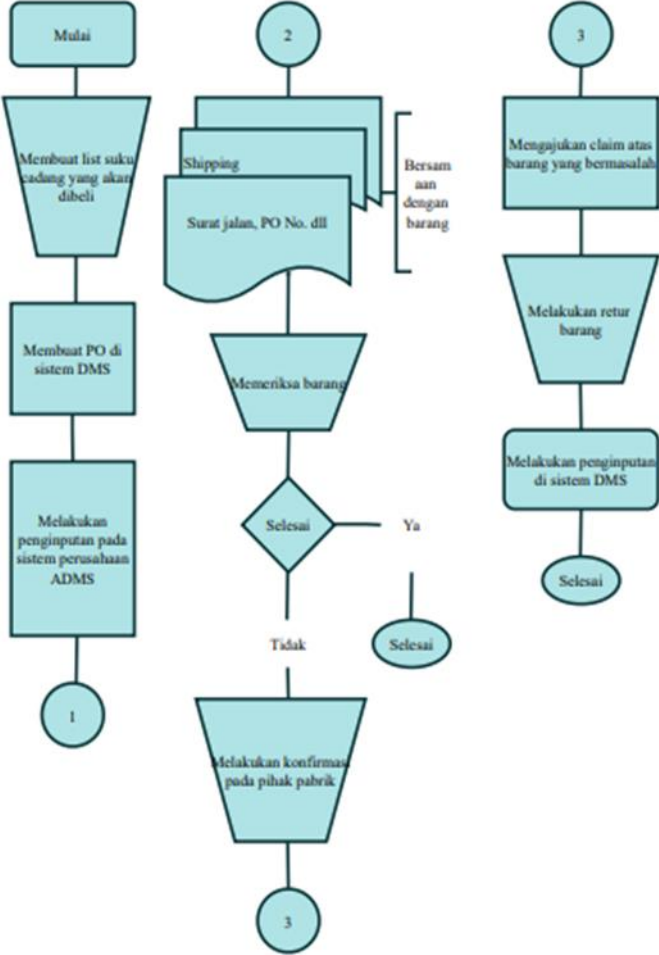 Mulai
Membuat list suku
cadang yang akan
dibeli
Membuat PO di
sistem DMS
Melakukan
penginputan pada
sistem perusahaan
ADMS
1
2
Shipping
Surat jalan, PO No. dll
Bersam
aan
dengan
barang
Memeriksa barang
Selesai
Ya
Selesai
Tidak
Melakukan konfirmasi
pada pihak pabrik
3
3
Mengajukan claim atas
barang yang bermasalah
Melakukan retur
barang
Melakukan penginputan
di sistem DMS
Selesai